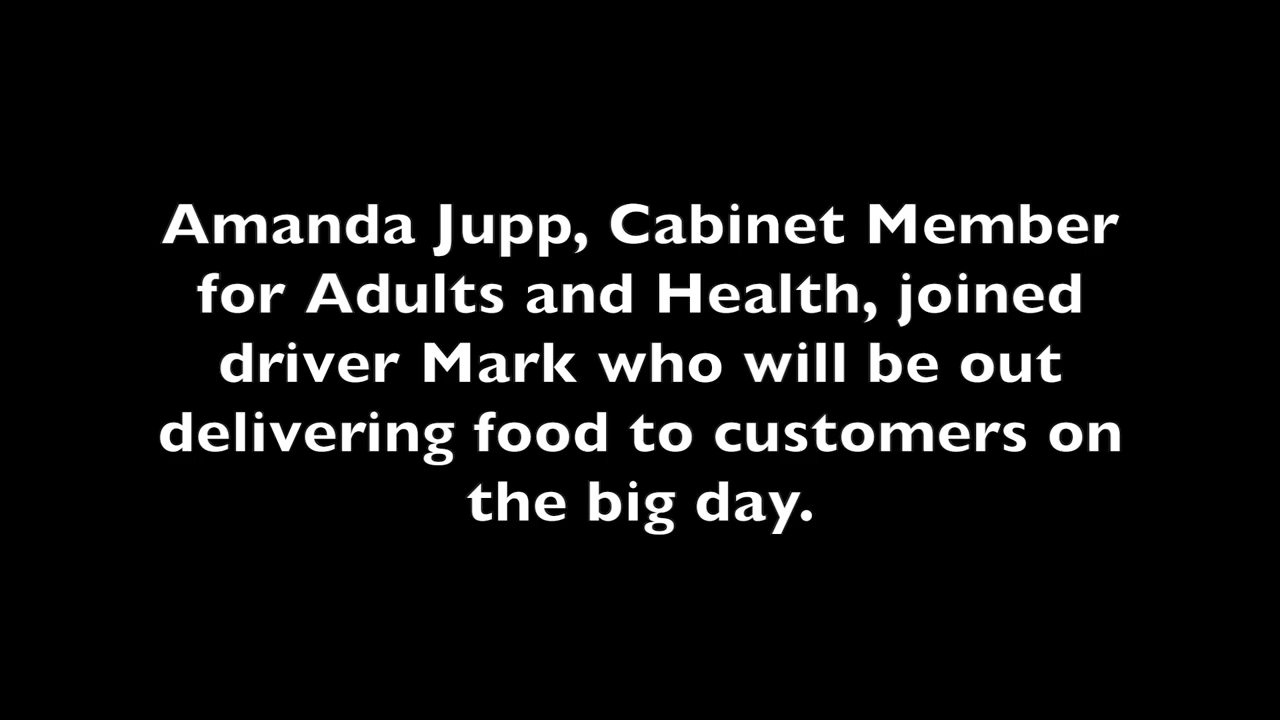 Amanda Jupp, Cabinet Member
for Adults and Health, joined
driver Mark who will be out
delivering food to customers on
the big day.